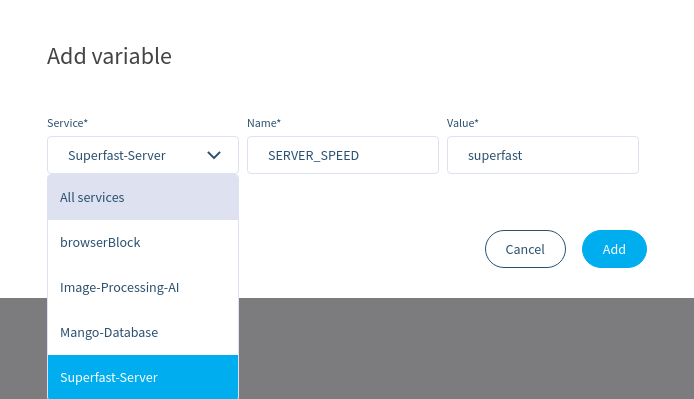 Add variable
Service* Name* Value*
Superfast-Server SERVER_SPEED superfast
All services
browserBlock
Cancel Add
Image-Processing-AI
Mango-Database
Superfast-Server